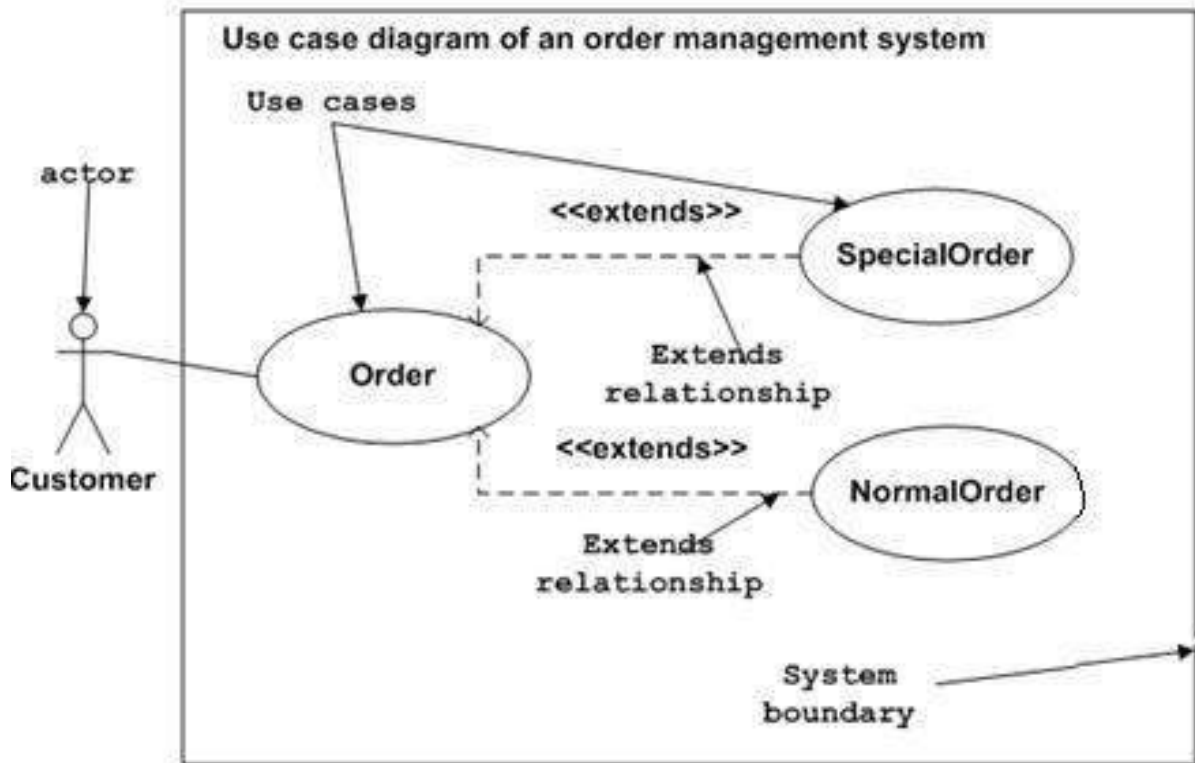 Use case diagram of an order management system
Use cases
actor
<<extends>>
SpecialOrder
Extends
relationship
Order
<<extends>>
Customer
NormalOrder
Extends
relationship
System
boundary